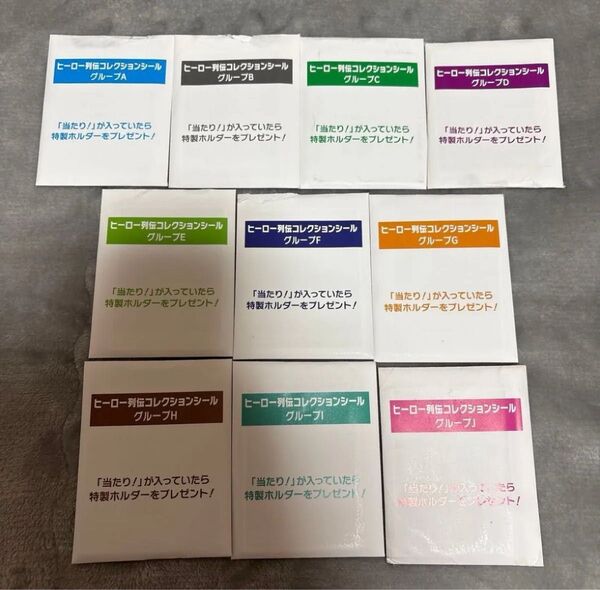 ヒーロー列伝コレクションシール
グループA
「当たり!」が入っていたら
特製ホルダーをプレゼント!
ヒーロー列伝コレクションシール
グループB
「当たり!」が入っていたら
特製ホルダーをプレゼント!
ヒーロー列伝コレクションシール
グループC
「当たり!」が入っていたら
特製ホルダーをプレゼント!
ヒーロー列伝コレクションシール
グループD
「当たり!」が入っていたら
特製ホルダーをプレゼント!
ヒーロー列伝コレクションシール
グループE
「当たり!」が入っていたら
特製ホルダーをプレゼント!
ヒーロー列伝コレクションシール
グループF
「当たり!」が入っていたら
特製ホルダーをプレゼント!
ヒーロー列伝コレクションシール
グループG
「当たり!」が入っていたら
特製ホルダーをプレゼント!
ヒーロー列伝コレクションシール
グループH
「当たり!」が入っていたら
特製ホルダーをプレゼント!
ヒーロー列伝コレクションシール
グループI
「当たり!」が入っていたら
特製ホルダーをプレゼント!
ヒーロー列伝コレクションシール
グループJ
「当たり!」が入っていたら
特製ホルダーをプレゼント!